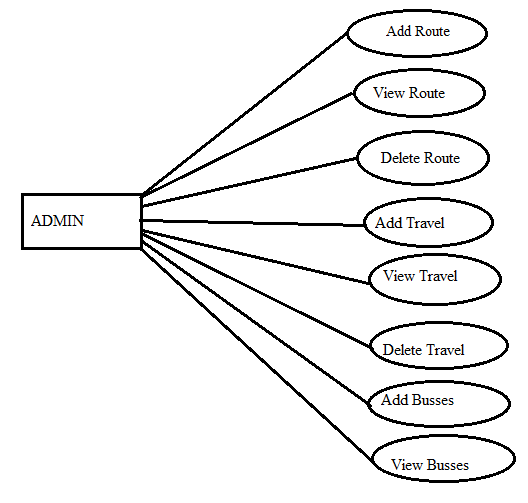 Add Route
View Route
Delete Route
ADMIN
Add Travel
View Travel
Delete Travel
Add Busses
View Busses